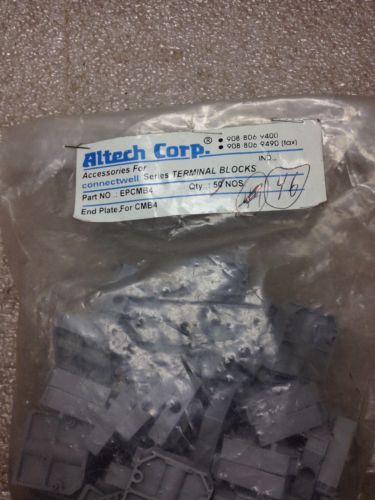 Altech Corp.® • 908-806-9400
• 908-806-9490 (fax)
Accessories For IND.
connectwell Series TERMINAL BLOCKS
Part NO : EPCMB4 Qty. : 50 NOS
End Plate, For CMB4 46